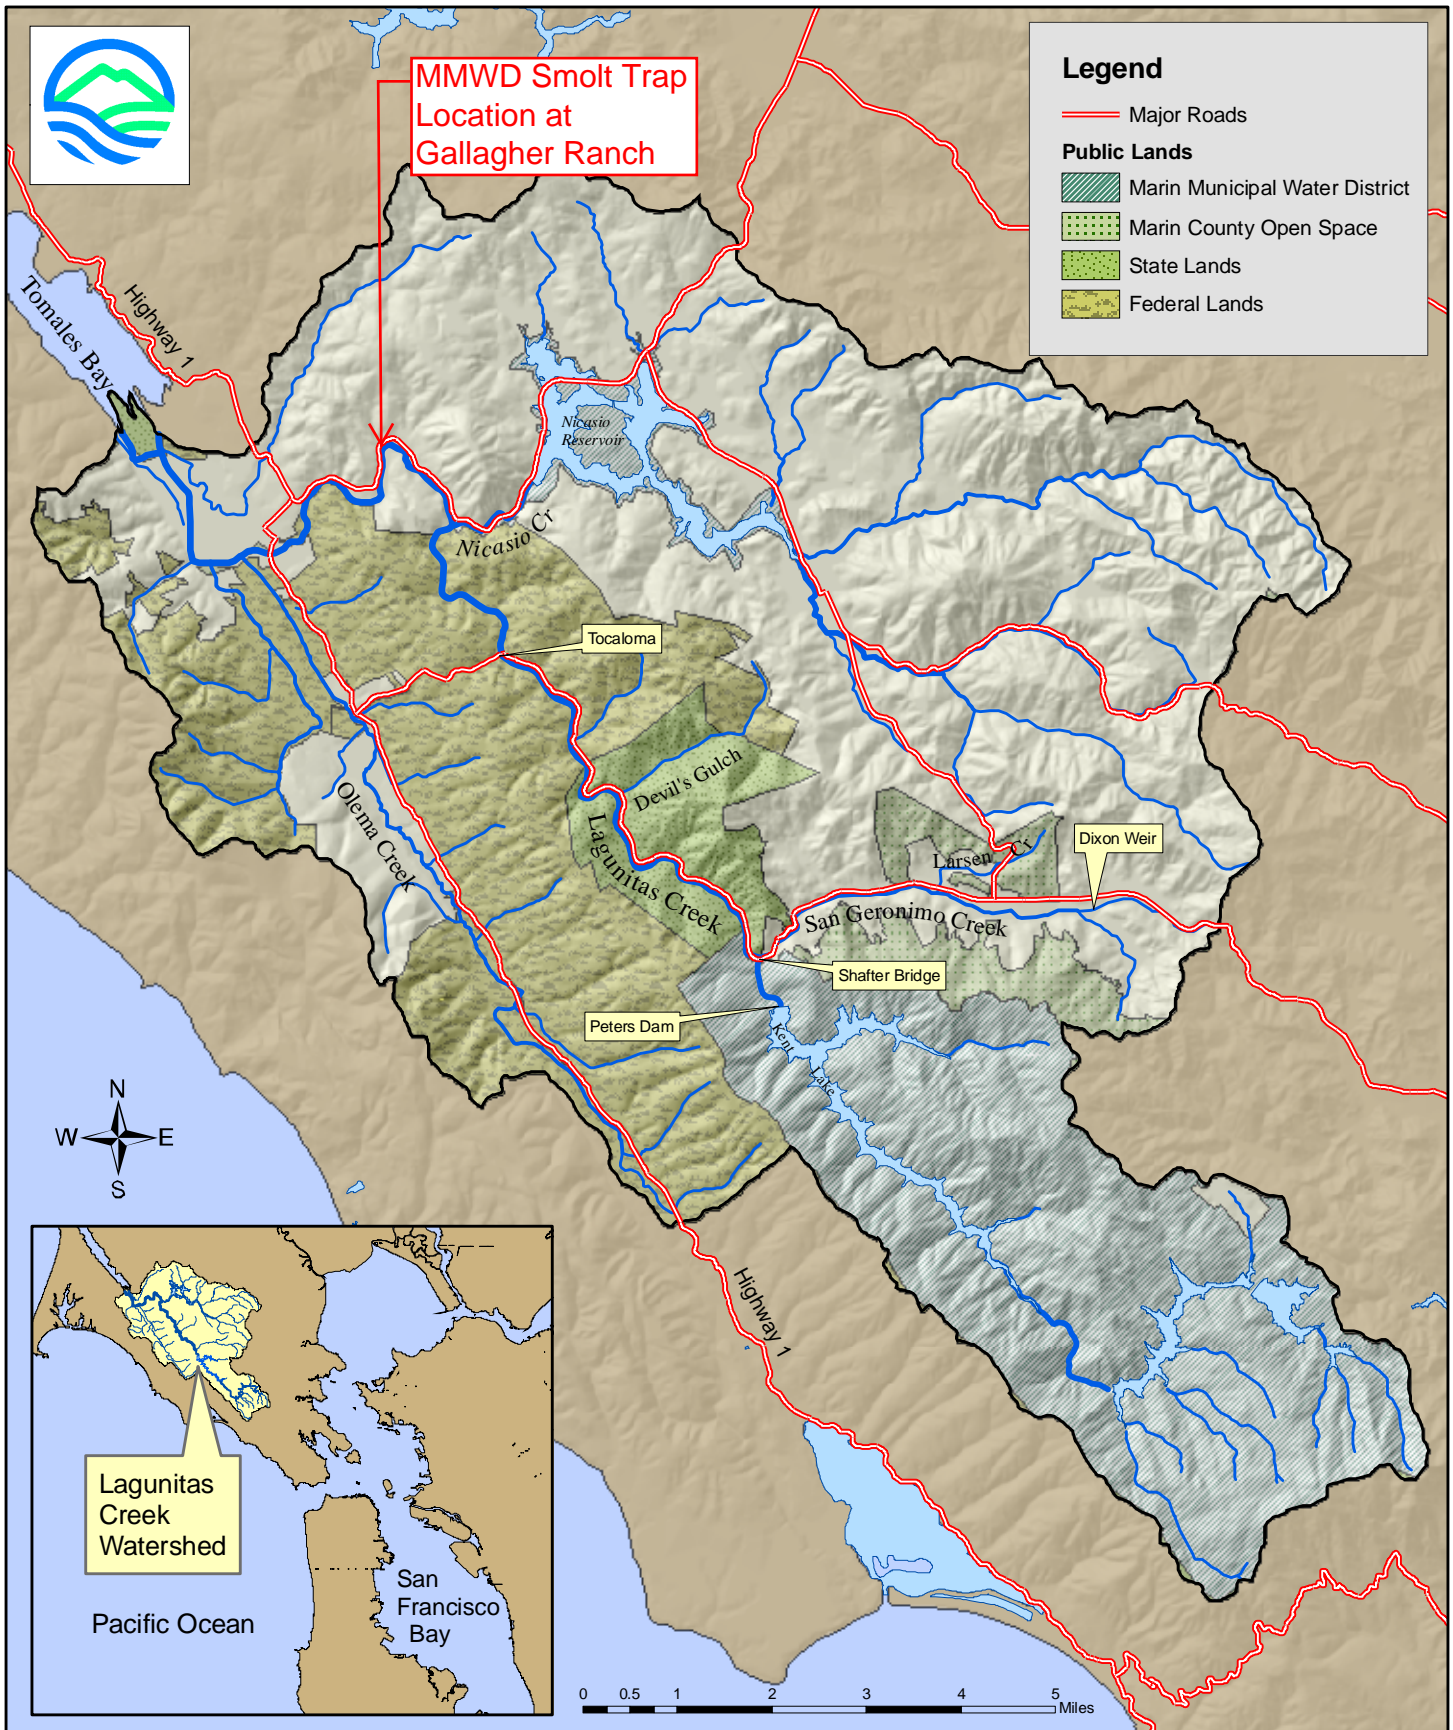 MMWD Smolt Trap
Location at
Gallagher Ranch
Legend
Major Roads
Public Lands
Marin Municipal Water District
Marin County Open Space
State Lands
Federal Lands
Tomales Bay
Highway 1
Nicasio
Reservoir
Nicasio Cr
Tocaloma
Devil's Gulch
Lagunitas Creek
Olema Creek
Larsen Cr
Dixon Weir
San Geronimo Creek
Shafter Bridge
Peters Dam
Kent Lake
N
W E
S
Highway 1
Lagunitas
Creek
Watershed
Pacific Ocean
San
Francisco
Bay
0 0.5 1 2 3 4 5
Miles